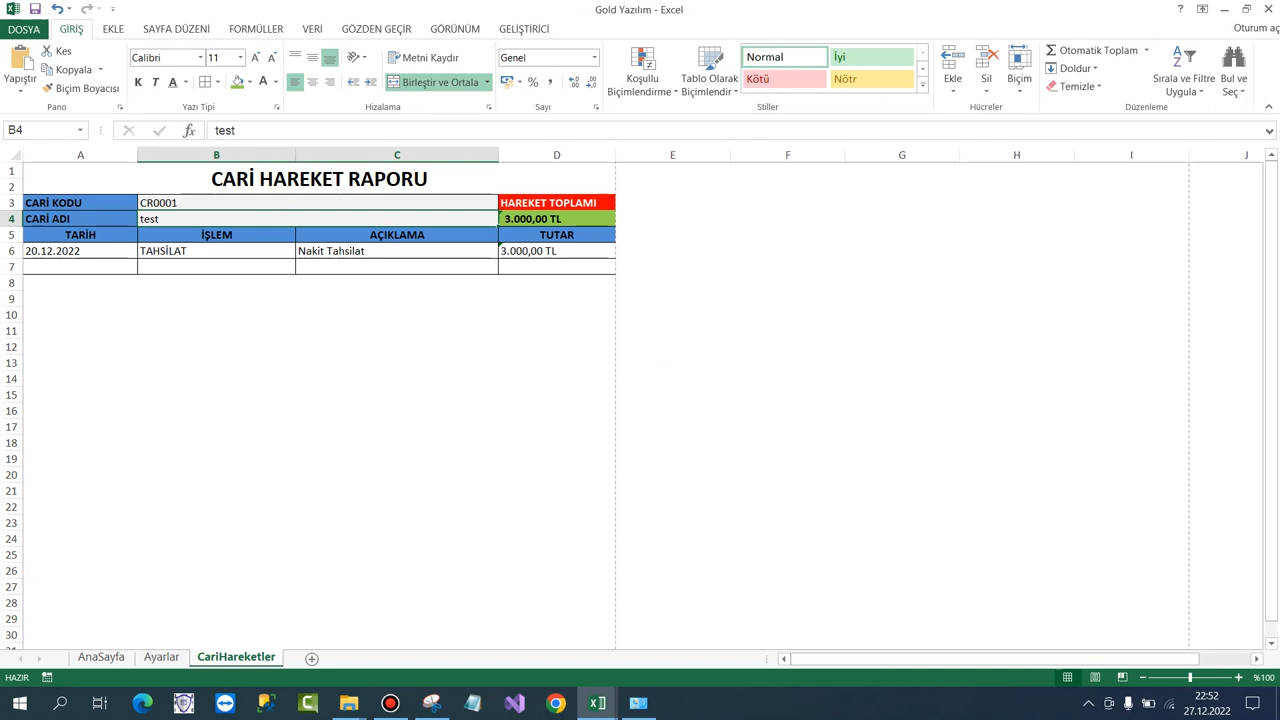 Gold Yazılım - Excel
DOSYA GİRİŞ EKLE SAYFA DÜZENİ FORMÜLLER VERİ GÖZDEN GEÇİR GÖRÜNÜM GELİŞTİRİCİ Oturum aç
Yapıştır
Kes
Kopyala
Biçim Boyacısı
Pano
Calibri 11
K T A
Yazı Tipi
Metni Kaydır
Birleştir ve Ortala
Hizalama
Genel
%
Sayı
Koşullu Biçimlendirme
Tablo Olarak Biçimlendir
Normal İyi
Kötü Nötr
Stiller
Ekle Sil Biçim
Hücreler
Otomatik Toplam
Doldur
Temizle
Sırala ve Filtre Uygula
Bul ve Seç
Düzenleme
B4 fx test
A B C D E F G H I J
1 CARİ HAREKET RAPORU
2
3 CARİ KODU CR0001 HAREKET TOPLAMI
4 CARİ ADI test 3.000,00 TL
5 TARİH İŞLEM AÇIKLAMA TUTAR
6 20.12.2022 TAHSİLAT Nakit Tahsilat 3.000,00 TL
7
8
9
10
11
12
13
14
15
16
17
18
19
20
21
22
23
24
25
26
27
28
29
30
AnaSayfa Ayarlar CariHareketler
HAZIR %100
22:52
27.12.2022